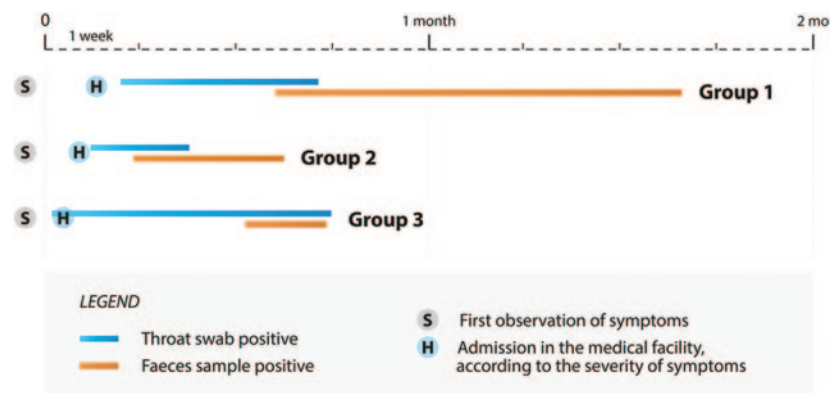 0
1 week
1 month
2 mo
S
H
Group 1
S
H
Group 2
S
H
Group 3
LEGEND
Throat swab positive
Faeces sample positive
S First observation of symptoms
H Admission in the medical facility,
according to the severity of symptoms